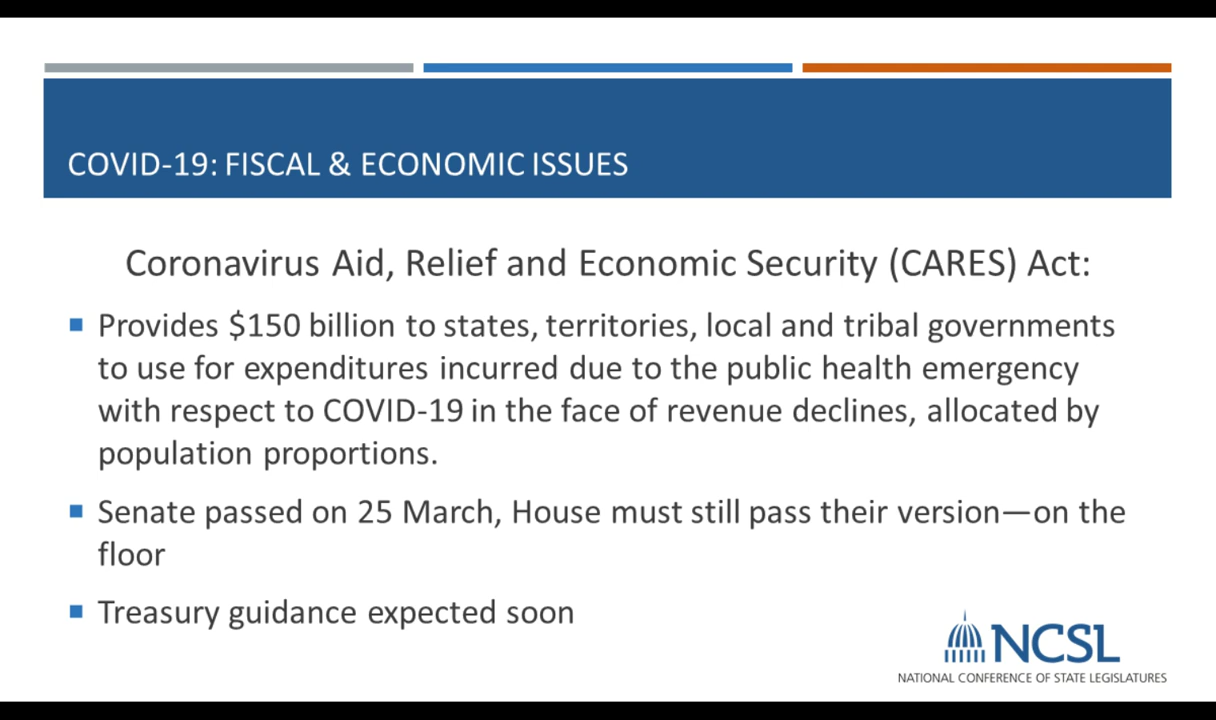 COVID-19: FISCAL & ECONOMIC ISSUES
Coronavirus Aid, Relief and Economic Security (CARES) Act:
Provides $150 billion to states, territories, local and tribal governments
to use for expenditures incurred due to the public health emergency
with respect to COVID-19 in the face of revenue declines, allocated by
population proportions.
Senate passed on 25 March, House must still pass their version—on the
floor
Treasury guidance expected soon
NCSL
NATIONAL CONFERENCE OF STATE LEGISLATURES